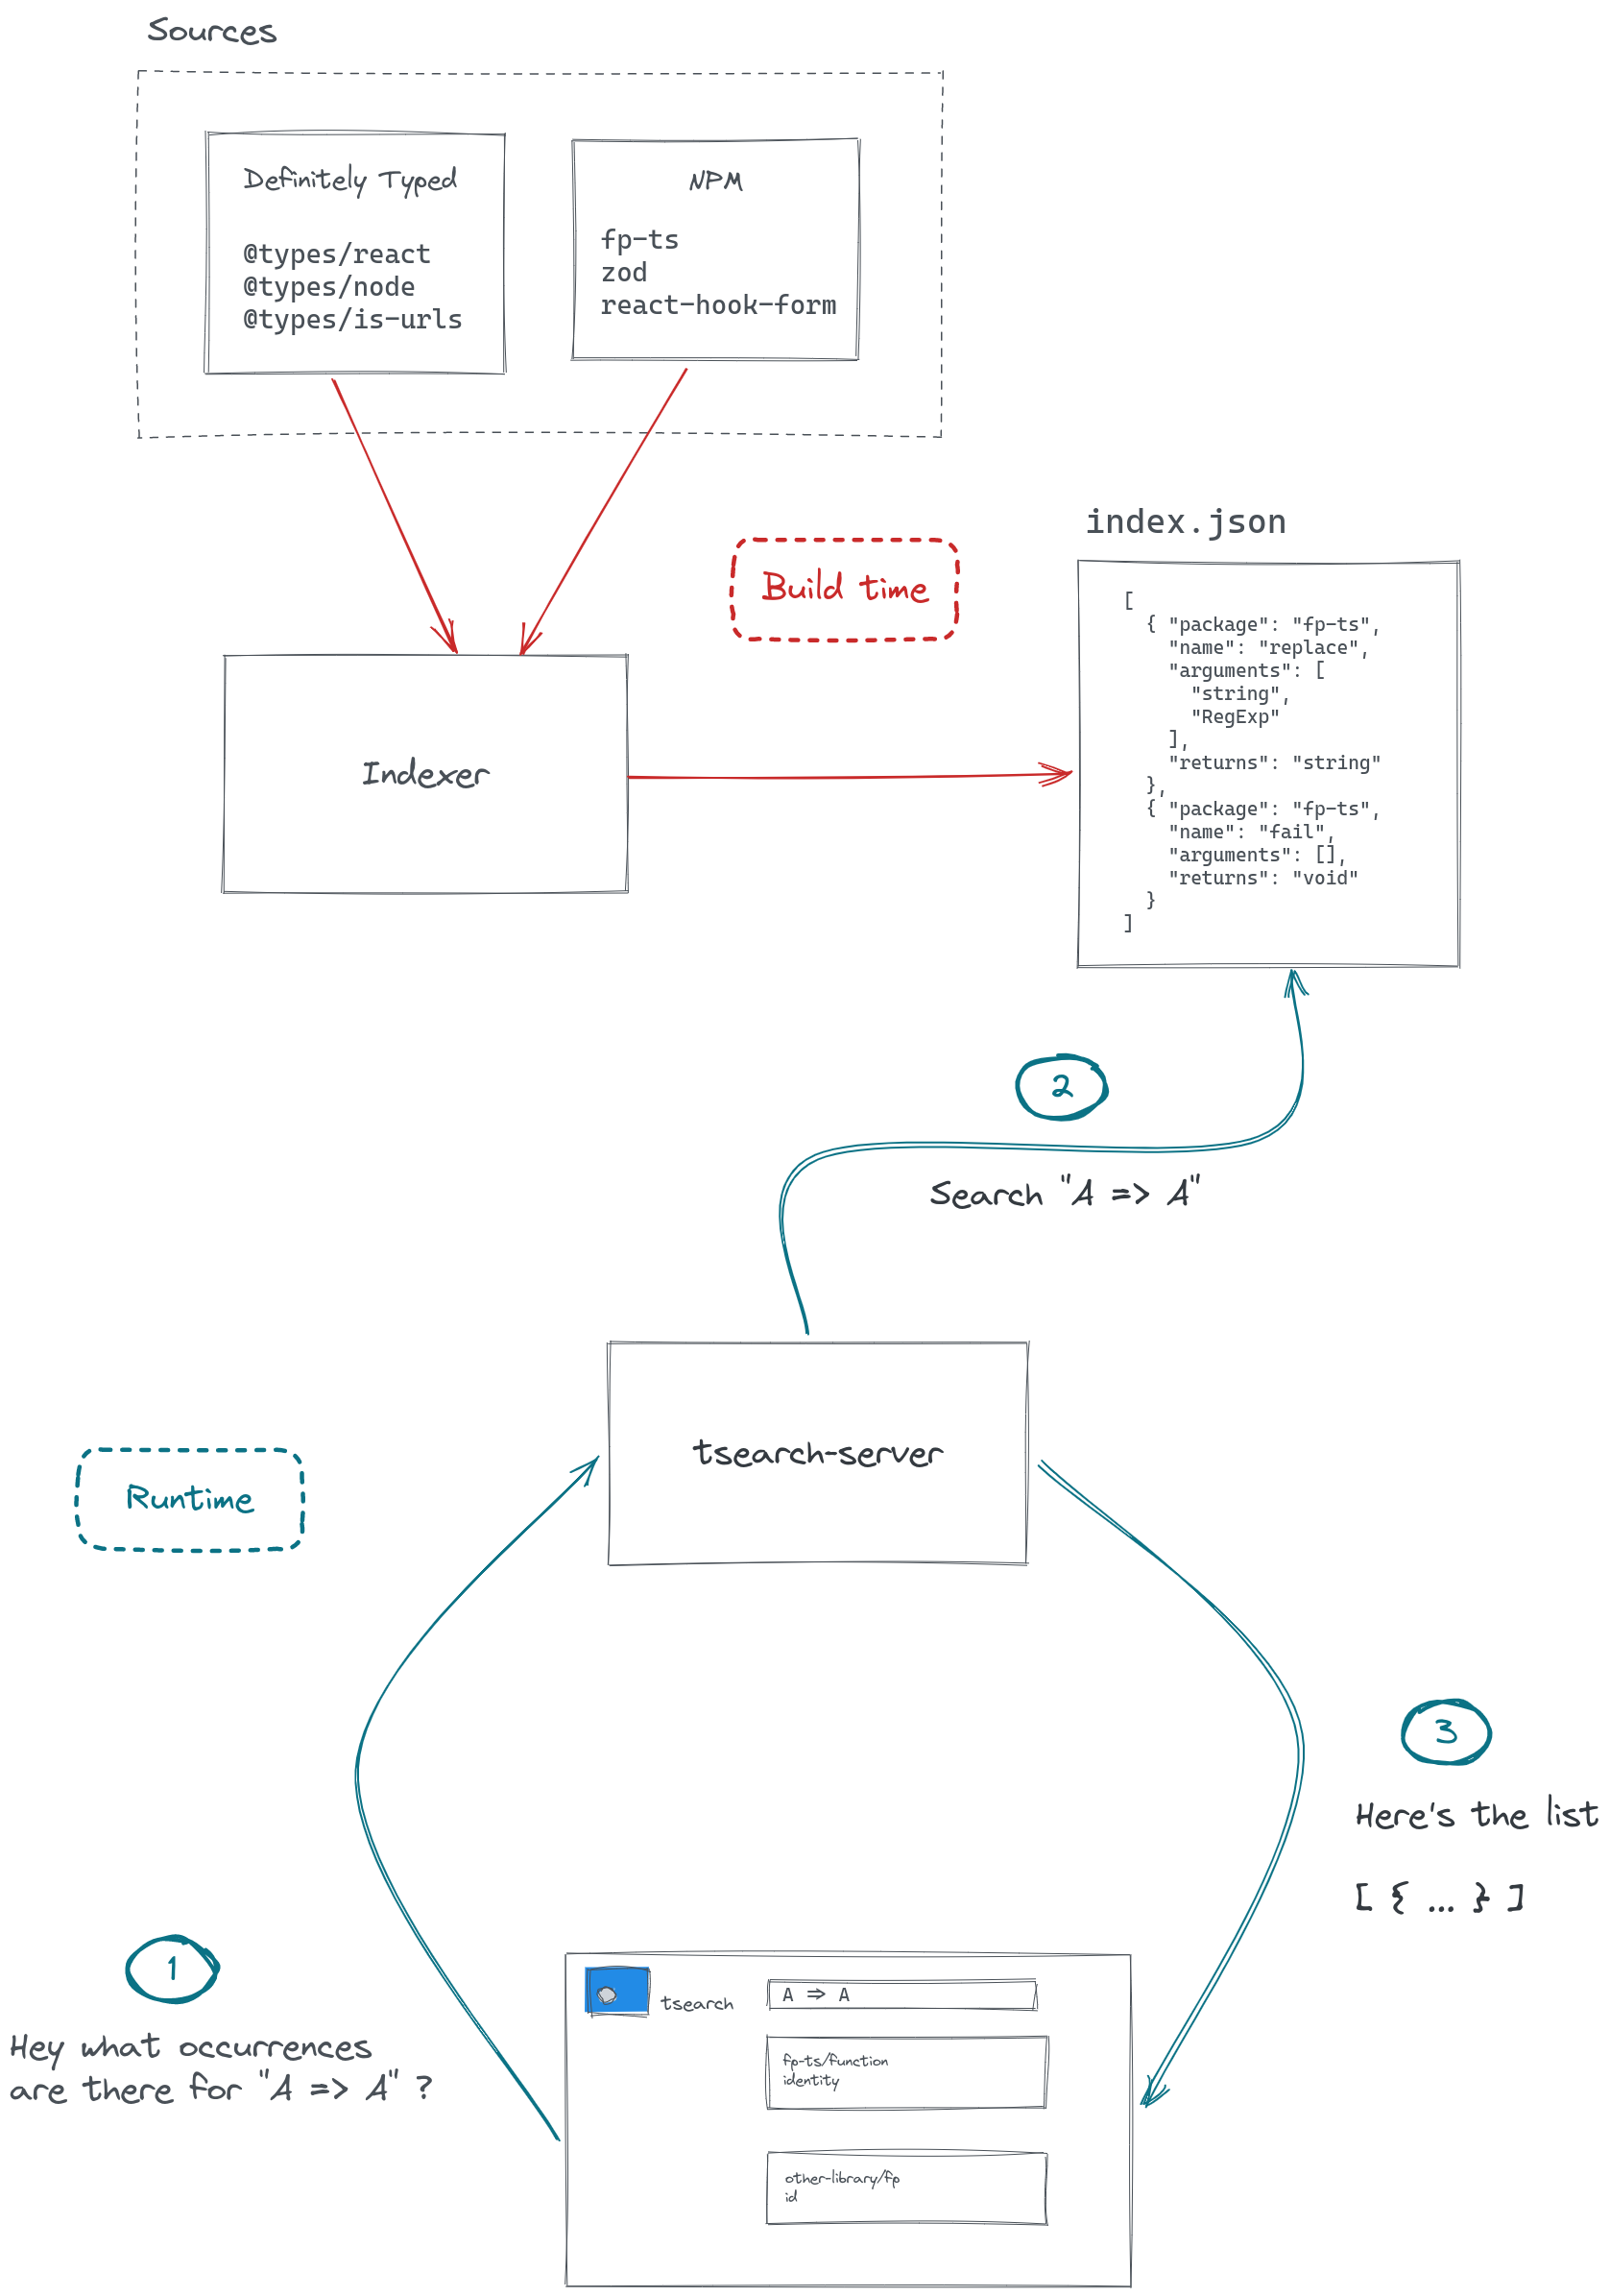 Sources
Definitely Typed
@types/react
@types/node
@types/is-urls
NPM
fp-ts
zod
react-hook-form
Build time
index.json
[
{ "package": "fp-ts",
"name": "replace",
"arguments": [
"string",
"RegExp"
],
"returns": "string"
},
{ "package": "fp-ts",
"name": "fail",
"arguments": [],
"returns": "void"
}
]
Indexer
2
Search "A => A"
tsearch-server
Runtime
3
Here's the list
[ { ... } ]
1
Hey what occurrences
are there for "A => A" ?
tsearch
A => A
fp-ts/function
identity
other-library/fp
id